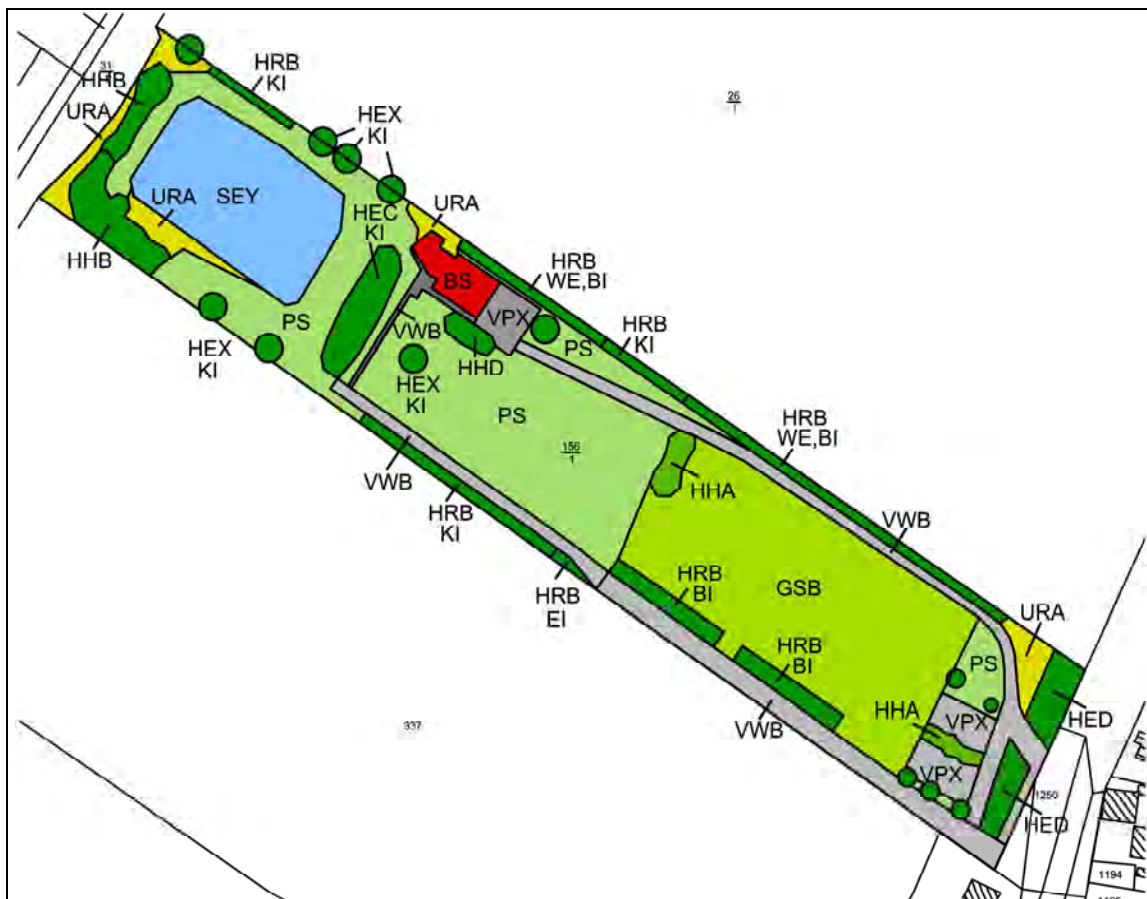 31
HRB
KI
HHB
URA
26
1
HEX
KI
URA
SEY
URA
HEC
KI
HHB
BS
HRB
WE,BI
VPX
HRB
KI
PS
VWB
PS
HEX
KI
HHD
HEX
KI
PS
HRB
WE,BI
156
1
VWB
HHA
HRB
KI
VWB
HRB
BI
GSB
HRB
EI
URA
HRB
BI
PS
337
VWB
HHA
VPX
HED
VPX
1250
HED
1194